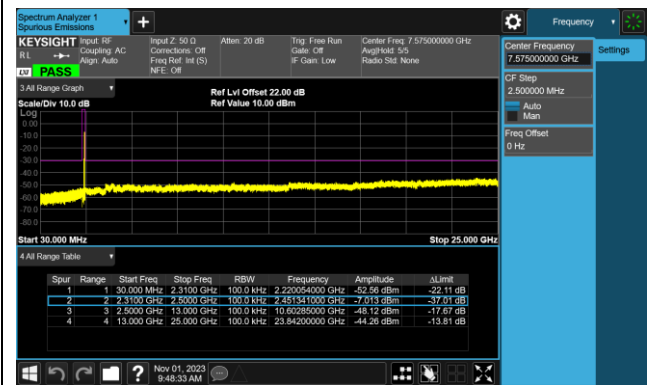 Spectrum Analyzer 1
Spurious Emissions
Frequency
KEYSIGHT
Input: RF
Input Z: 50 Ω
Atten: 20 dB
Trig: Free Run
Center Freq: 7.575000000 GHz
R L
Coupling: AC
Corrections: Off
Gate: Off
Avg|Hold: 5/5
Align: Auto
Freq Ref: Int (S)
IF Gain: Low
Radio Std: None
LXI PASS
NFE: Off
Center Frequency
7.575000000 GHz
Settings
CF Step
2.500000 MHz
Auto
Man
Freq Offset
0 Hz
3 All Range Graph
Ref Lvl Offset 22.00 dB
Scale/Div 10.0 dB
Ref Value 10.00 dBm
Log
0.00
-10.0
-20.0
-30.0
-40.0
-50.0
-60.0
-70.0
-80.0
Start 30.000 MHz
Stop 25.000 GHz
4 All Range Table
Spur Range Start Freq Stop Freq RBW Frequency Amplitude ΔLimit
1 1 30.000 MHz 2.3100 GHz 100.0 kHz 2.220054000 GHz -52.56 dBm -22.11 dB
2 2 2.3100 GHz 2.5000 GHz 100.0 kHz 2.451341000 GHz -7.013 dBm -37.01 dB
3 3 2.5000 GHz 13.000 GHz 100.0 kHz 10.60285000 GHz -48.12 dBm -17.67 dB
4 4 13.000 GHz 25.000 GHz 100.0 kHz 23.84200000 GHz -44.26 dBm -13.81 dB
?
Nov 01, 2023
9:48:33 AM